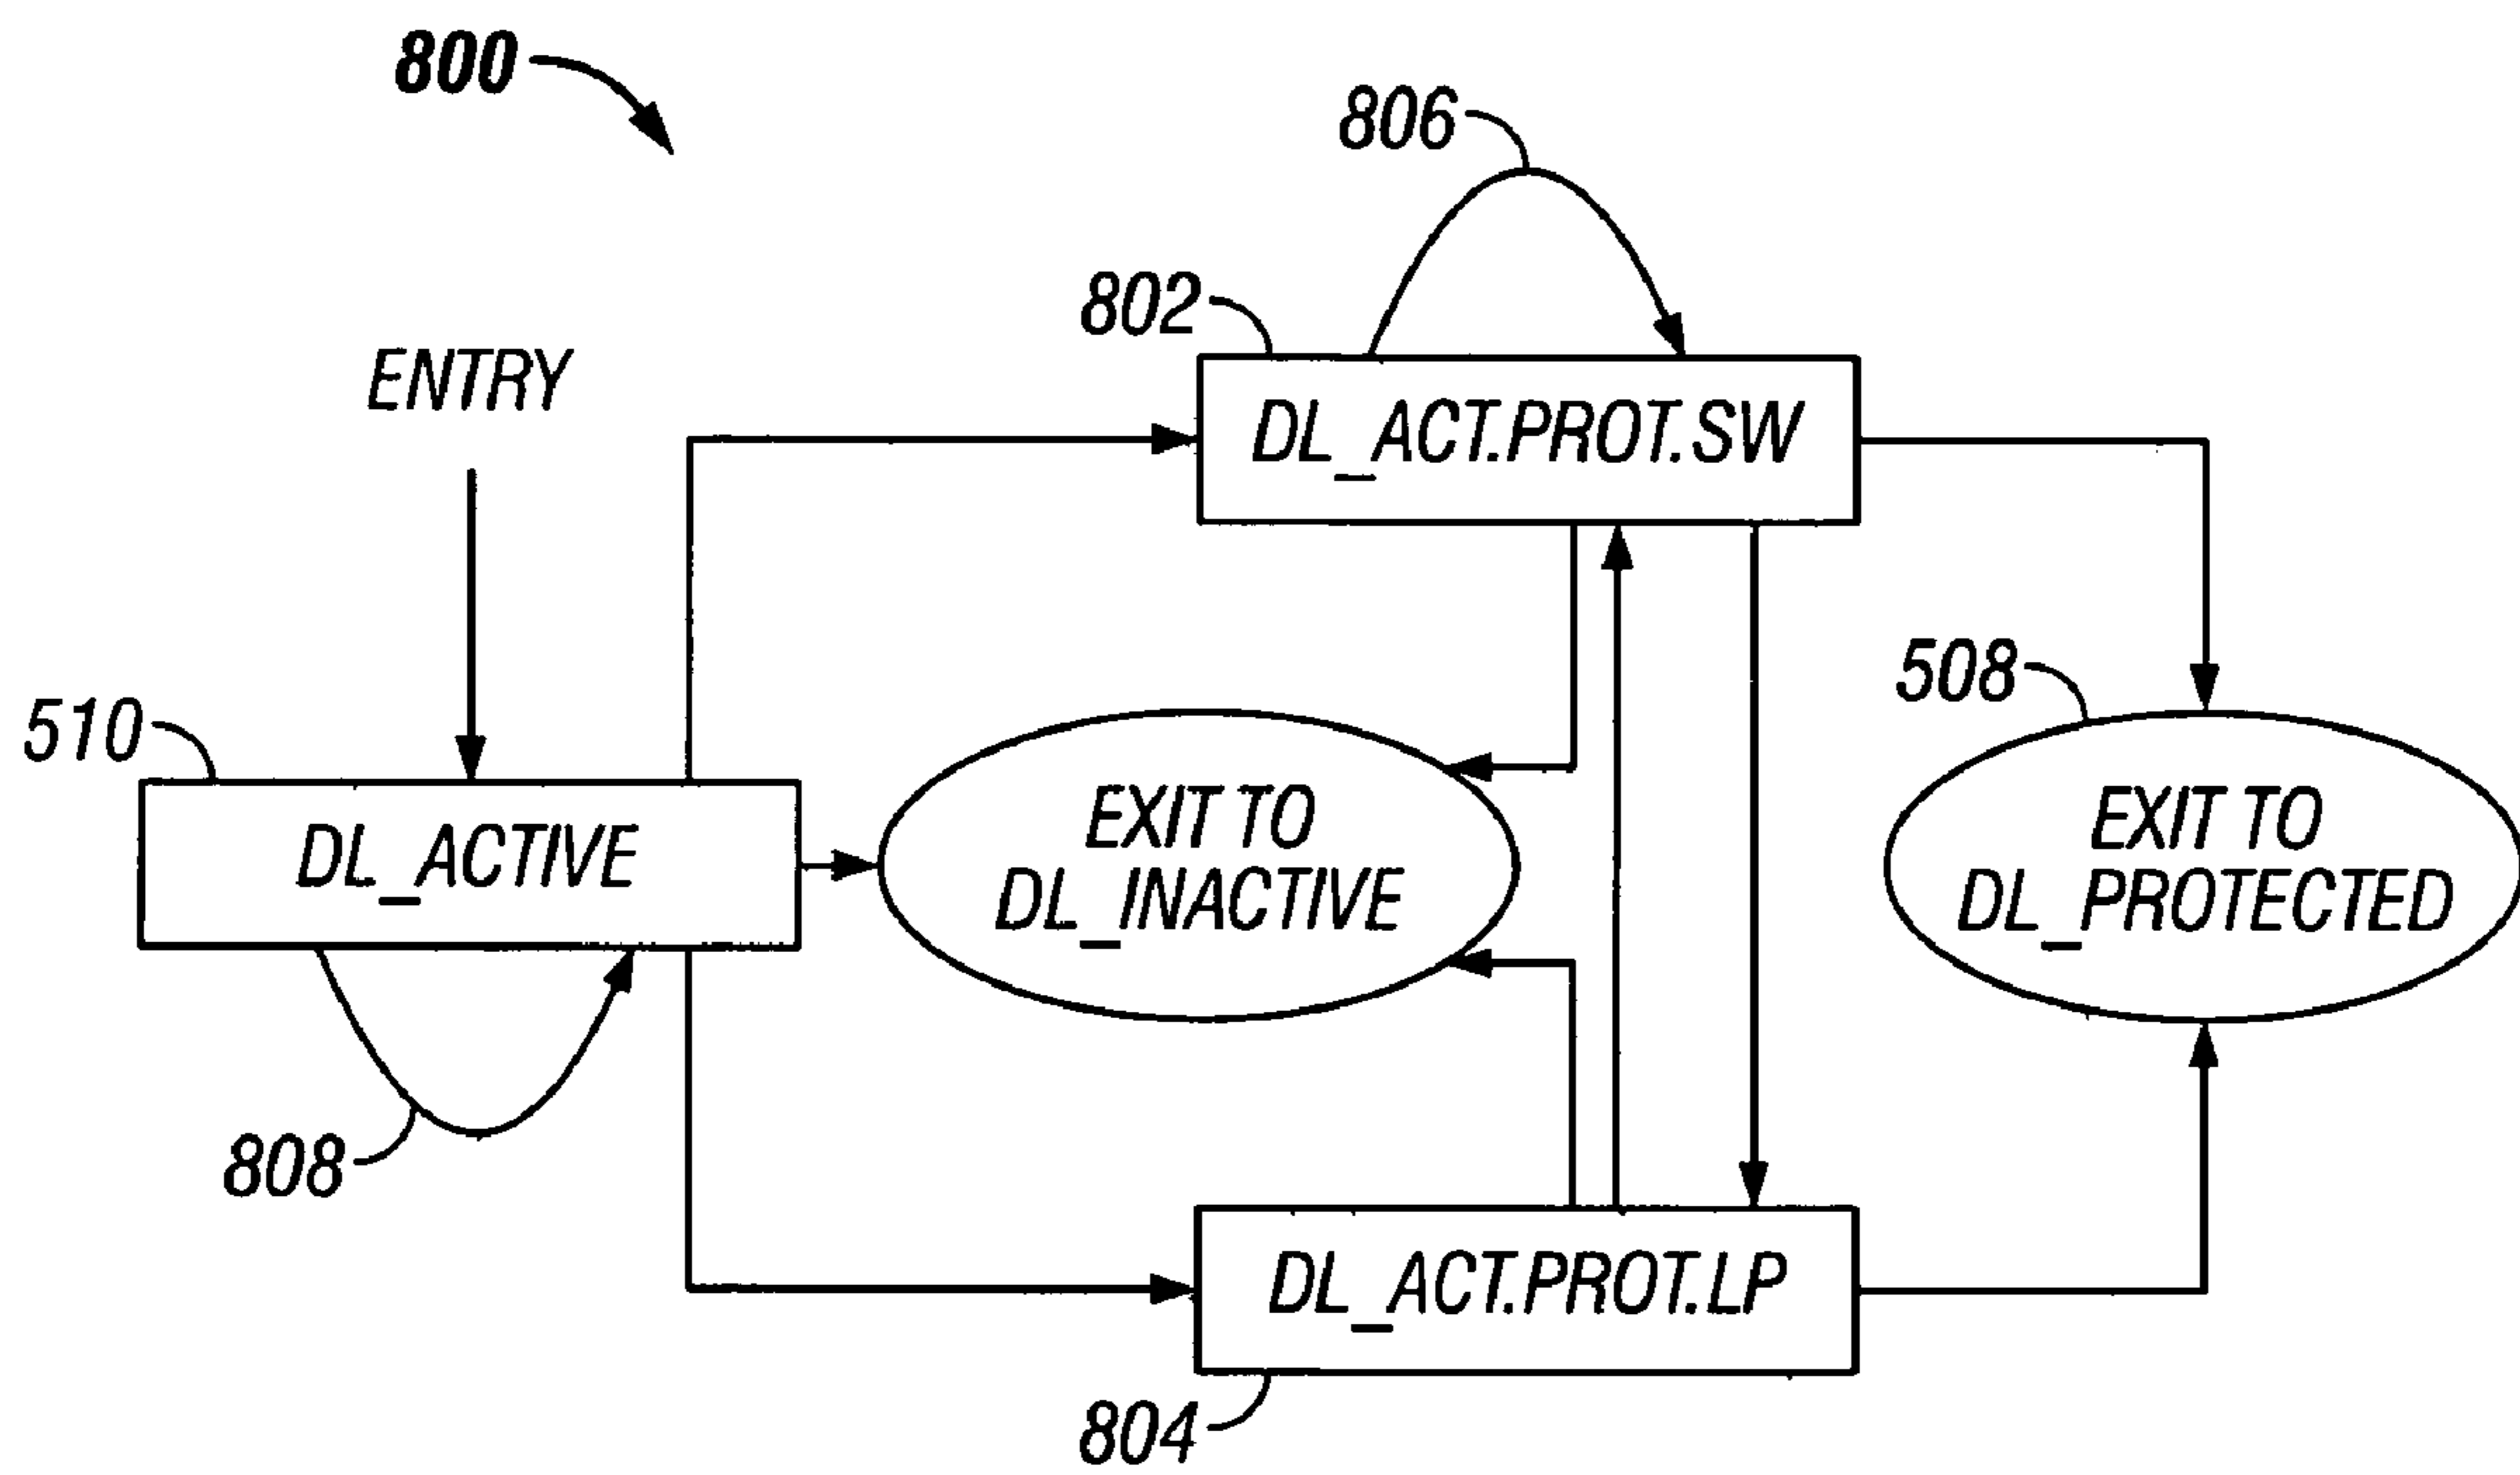 800
806
802
ENTRY
DL_ACT.PROT.SW
508
510
EXIT TO
DL_INACTIVE
EXIT TO
DL_PROTECTED
DL_ACTIVE
808
DL_ACT.PROT.LP
804